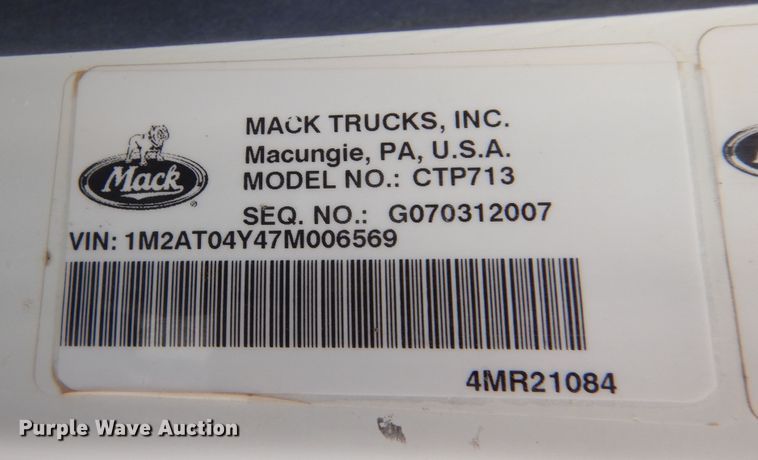 MACK TRUCKS, INC.
Macungie, PA, U.S.A.
MODEL NO.: CTP713
SEQ. NO.: G070312007
Mack
VIN: 1M2AT04Y47M006569
4MR21084
Purple Wave Auction